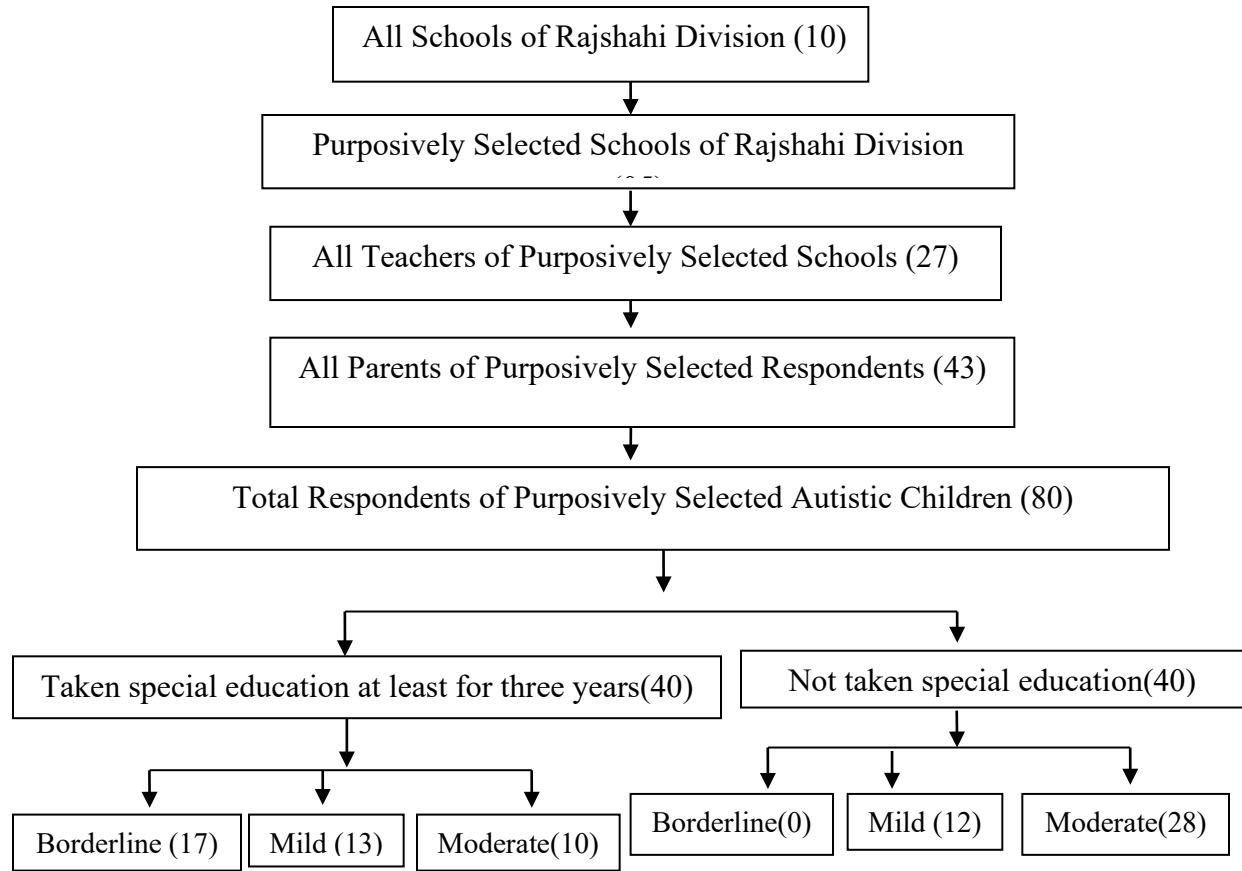 All Schools of Rajshahi Division (10)
Purposively Selected Schools of Rajshahi Division
All Teachers of Purposively Selected Schools (27)
All Parents of Purposively Selected Respondents (43)
Total Respondents of Purposively Selected Autistic Children (80)
Taken special education at least for three years(40)
Not taken special education(40)
Borderline (17)
Mild (13)
Moderate(10)
Borderline(0)
Mild (12)
Moderate(28)